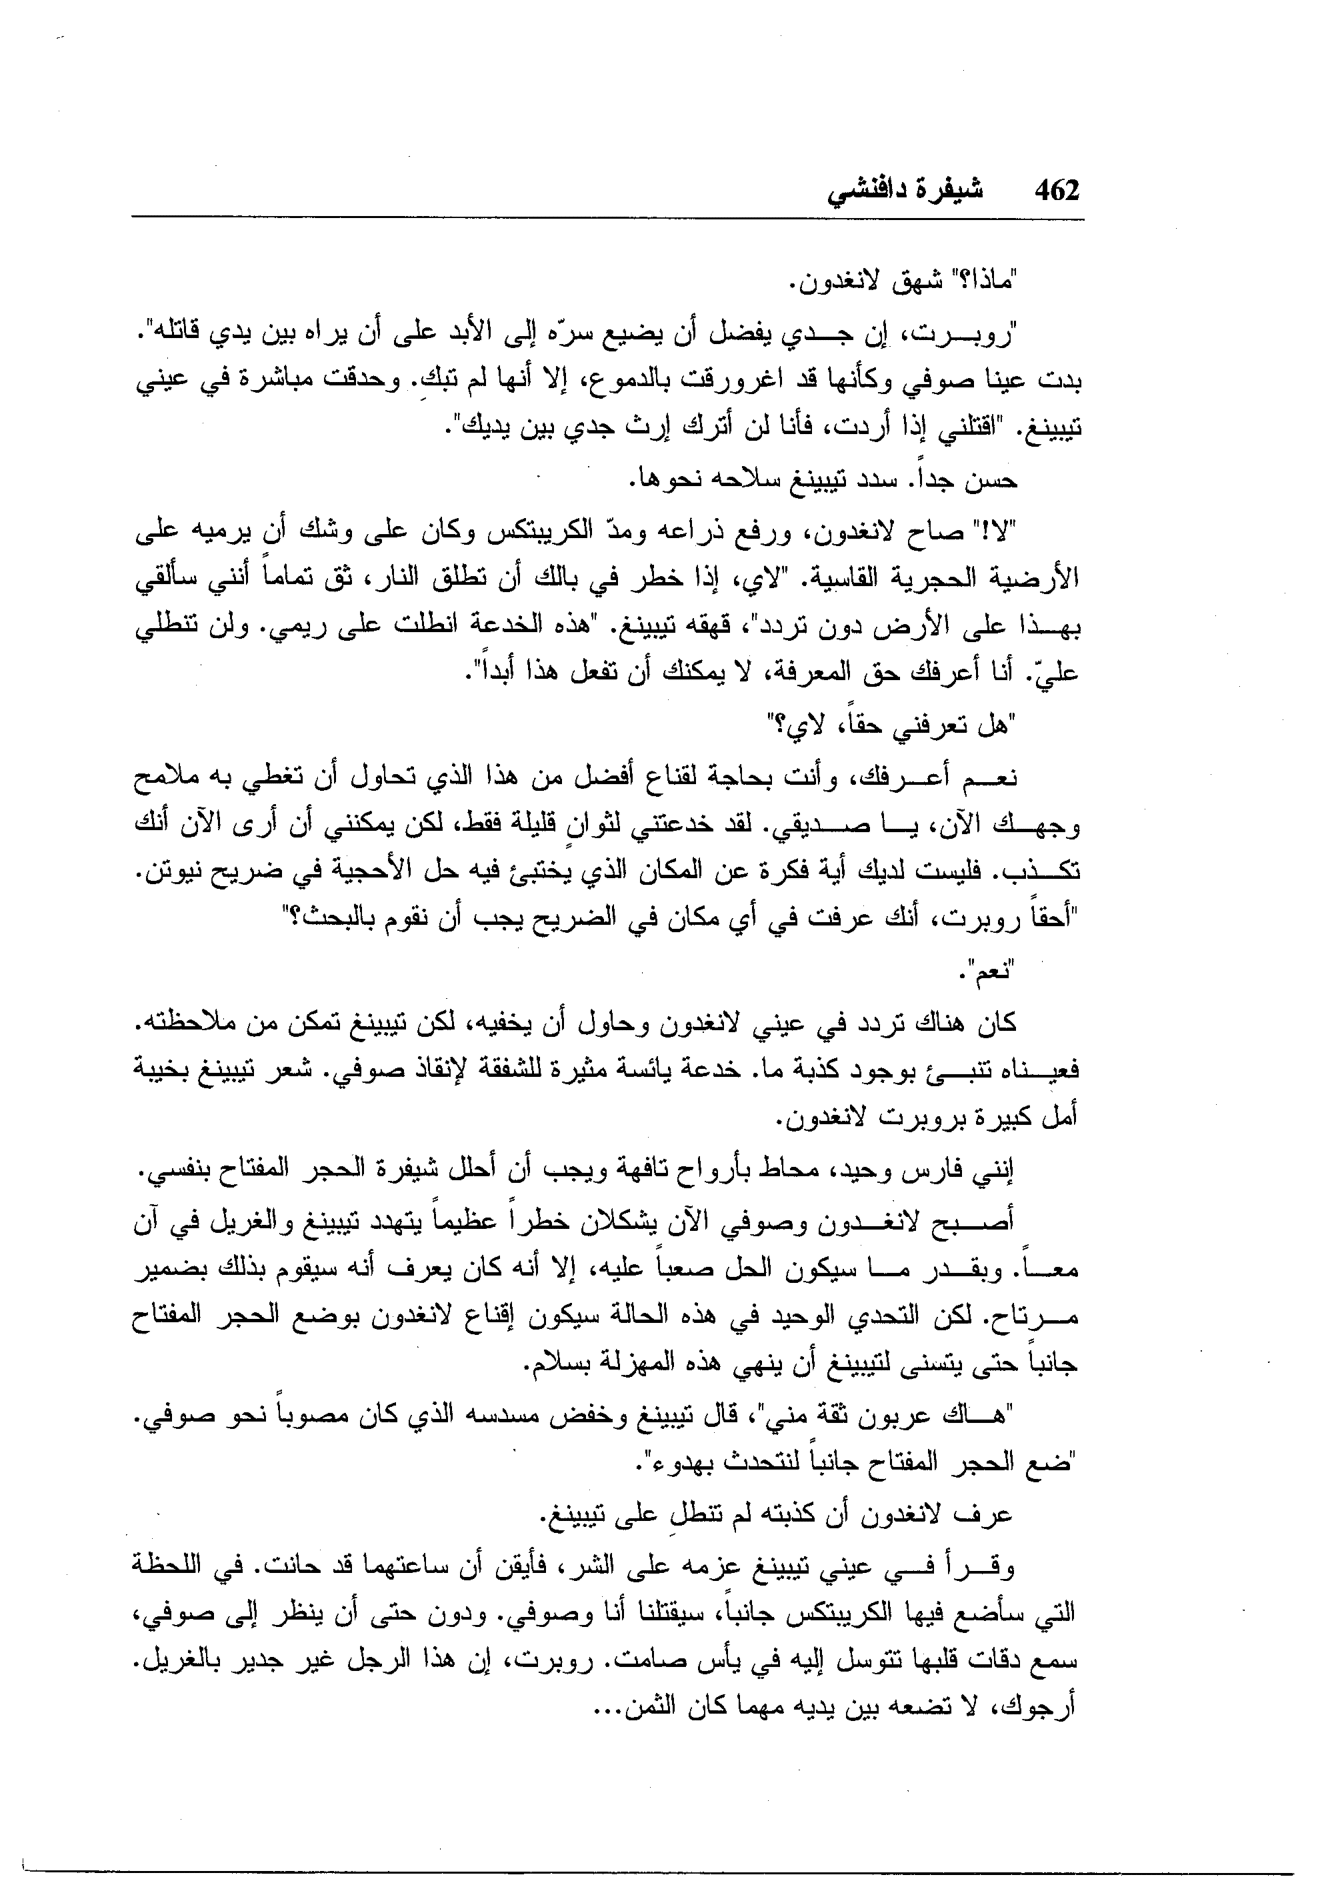 462 شيفرة دافنشي
"ماذا؟" شهق لانغدون.
"روبرت، إن جدي يفضل أن يضيع سرّه إلى الأبد على أن يراه بين يدي قاتله".
بدت عينا صوفي وكأنها قد اغرورقت بالدموع، إلا أنها لم تبكِ. وحدقت مباشرة في عيني
تيبينغ. "اقتلني إذا أردت، فأنا لن أترك إرث جدي بين يديك".
حسن جداً. سدد تيبينغ سلاحه نحوها.
"لا!" صاح لانغدون، ورفع ذراعه ومدّ الكريبتكس وكان على وشك أن يرميه على
الأرضية الحجرية القاسية. "لاي، إذا خطر في بالك أن تطلق النار، ثق تماماً أنني سألقي
بهذا على الأرض دون تردد"، قهقه تيبينغ. "هذه الخدعة انطلت على ريمي. ولن تنطلي
عليّ. أنا أعرفك حق المعرفة، لا يمكنك أن تفعل هذا أبداً".
"هل تعرفني حقاً، لاي؟"
نعم أعرفك، وأنت بحاجة لقناع أفضل من هذا الذي تحاول أن تغطي به ملامح
وجهك الآن، يا صديقي. لقد خدعتني لثوانٍ قليلة فقط، لكن يمكنني أن أرى الآن أنك
تكذب. فليست لديك أية فكرة عن المكان الذي يختبئ فيه حل الأحجية في ضريح نيوتن.
"أحقاً روبرت، أنك عرفت في أي مكان في الضريح يجب أن نقوم بالبحث؟"
"نعم".
كان هناك تردد في عيني لانغدون وحاول أن يخفيه، لكن تيبينغ تمكن من ملاحظته.
فعيناه تنبئ بوجود كذبة ما. خدعة يائسة مثيرة للشفقة لإنقاذ صوفي. شعر تيبينغ بخيبة
أمل كبيرة بروبرت لانغدون.
إنني فارس وحيد، محاط بأرواح تافهة ويجب أن أحلل شيفرة الحجر المفتاح بنفسي.
أصبح لانغدون وصوفي الآن يشكلان خطراً عظيماً يتهدد تيبينغ والغريل في آن
معاً. وبقدر ما سيكون الحل صعباً عليه، إلا أنه كان يعرف أنه سيقوم بذلك بضمير
مرتاح. لكن التحدي الوحيد في هذه الحالة سيكون إقناع لانغدون بوضع الحجر المفتاح
جانباً حتى يتسنى لتيبينغ أن ينهي هذه المهزلة بسلام.
"هاك عربون ثقة مني"، قال تيبينغ وخفض مسدسه الذي كان مصوباً نحو صوفي.
"ضع الحجر المفتاح جانباً لنتحدث بهدوء".
عرف لانغدون أن كذبته لم تنطلِ على تيبينغ.
وقرأ في عيني تيبينغ عزمه على الشر، فأيقن أن ساعتهما قد حانت. في اللحظة
التي سأضع فيها الكريبتكس جانباً، سيقتلنا أنا وصوفي. ودون حتى أن ينظر إلى صوفي،
سمع دقات قلبها تتوسل إليه في يأس صامت. روبرت، إن هذا الرجل غير جدير بالغريل.
أرجوك، لا تضعه بين يديه مهما كان الثمن...